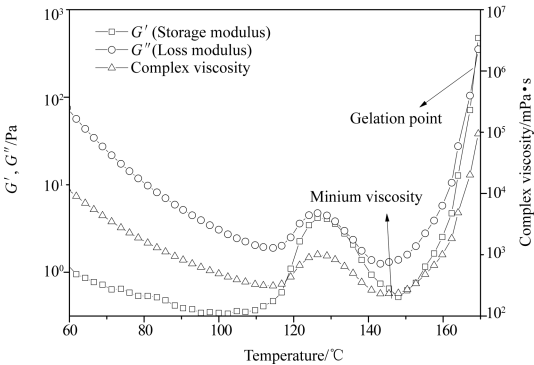 G′ (Storage modulus)
G″(Loss modulus)
Complex viscosity
Gelation point
Minium viscosity
G′, G″/Pa
10³
10²
10¹
10⁰
Complex viscosity/mPa•s
10⁷
10⁶
10⁵
10⁴
10³
10²
60 80 100 120 140 160
Temperature/℃